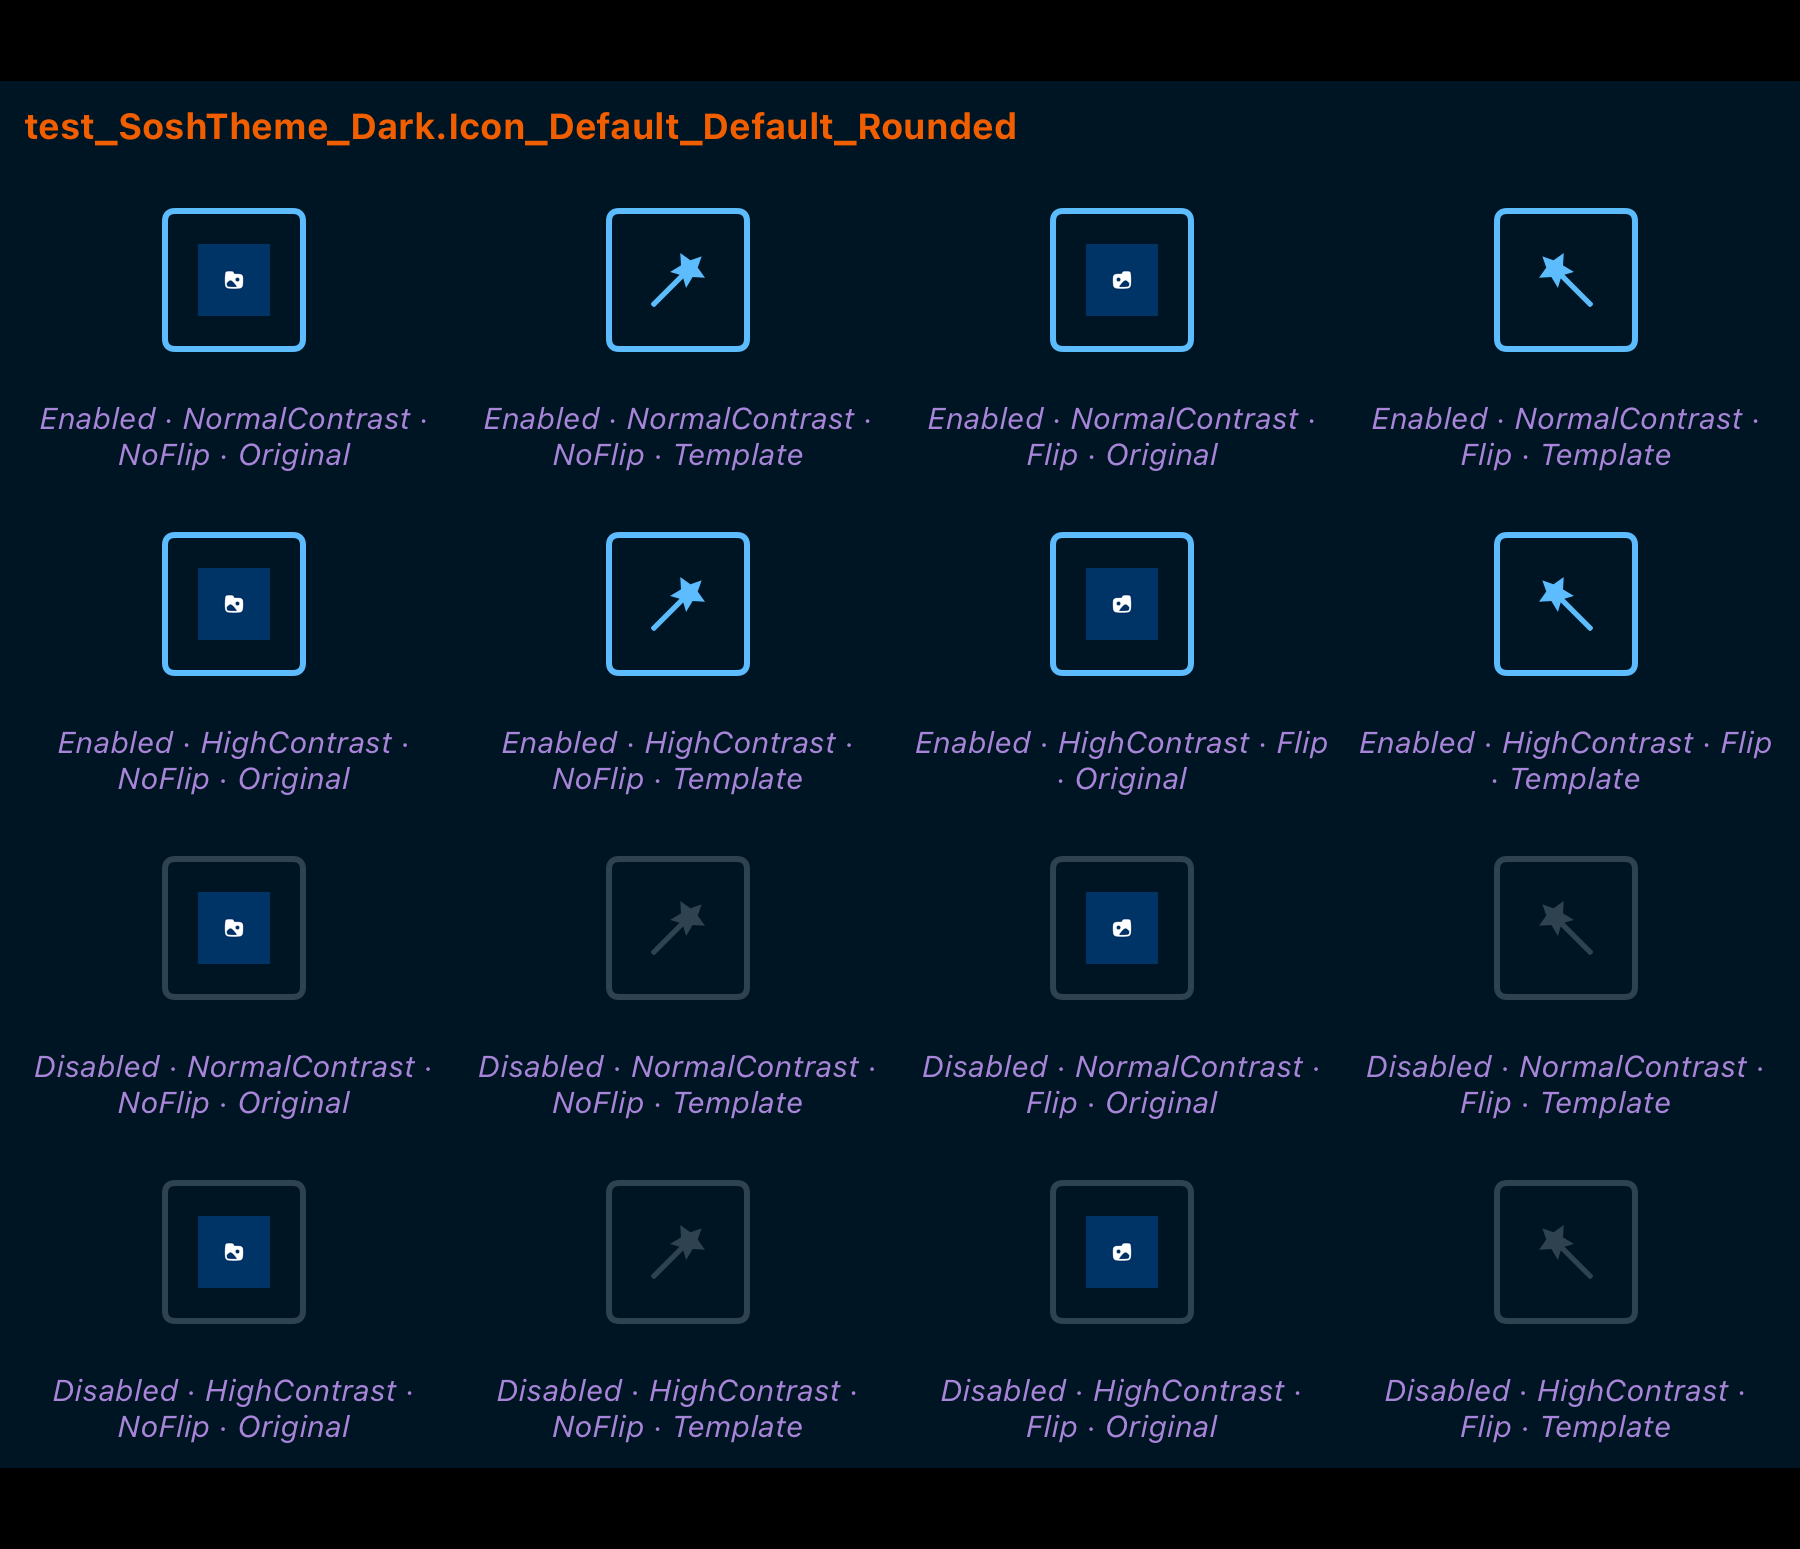 test_SoshTheme_Dark.Icon_Default_Default_Rounded
Enabled · NormalContrast ·
NoFlip · Original
Enabled · NormalContrast ·
NoFlip · Template
Enabled · NormalContrast ·
Flip · Original
Enabled · NormalContrast ·
Flip · Template
Enabled · HighContrast ·
NoFlip · Original
Enabled · HighContrast ·
NoFlip · Template
Enabled · HighContrast · Flip
· Original
Enabled · HighContrast · Flip
· Template
Disabled · NormalContrast ·
NoFlip · Original
Disabled · NormalContrast ·
NoFlip · Template
Disabled · NormalContrast ·
Flip · Original
Disabled · NormalContrast ·
Flip · Template
Disabled · HighContrast ·
NoFlip · Original
Disabled · HighContrast ·
NoFlip · Template
Disabled · HighContrast ·
Flip · Original
Disabled · HighContrast ·
Flip · Template